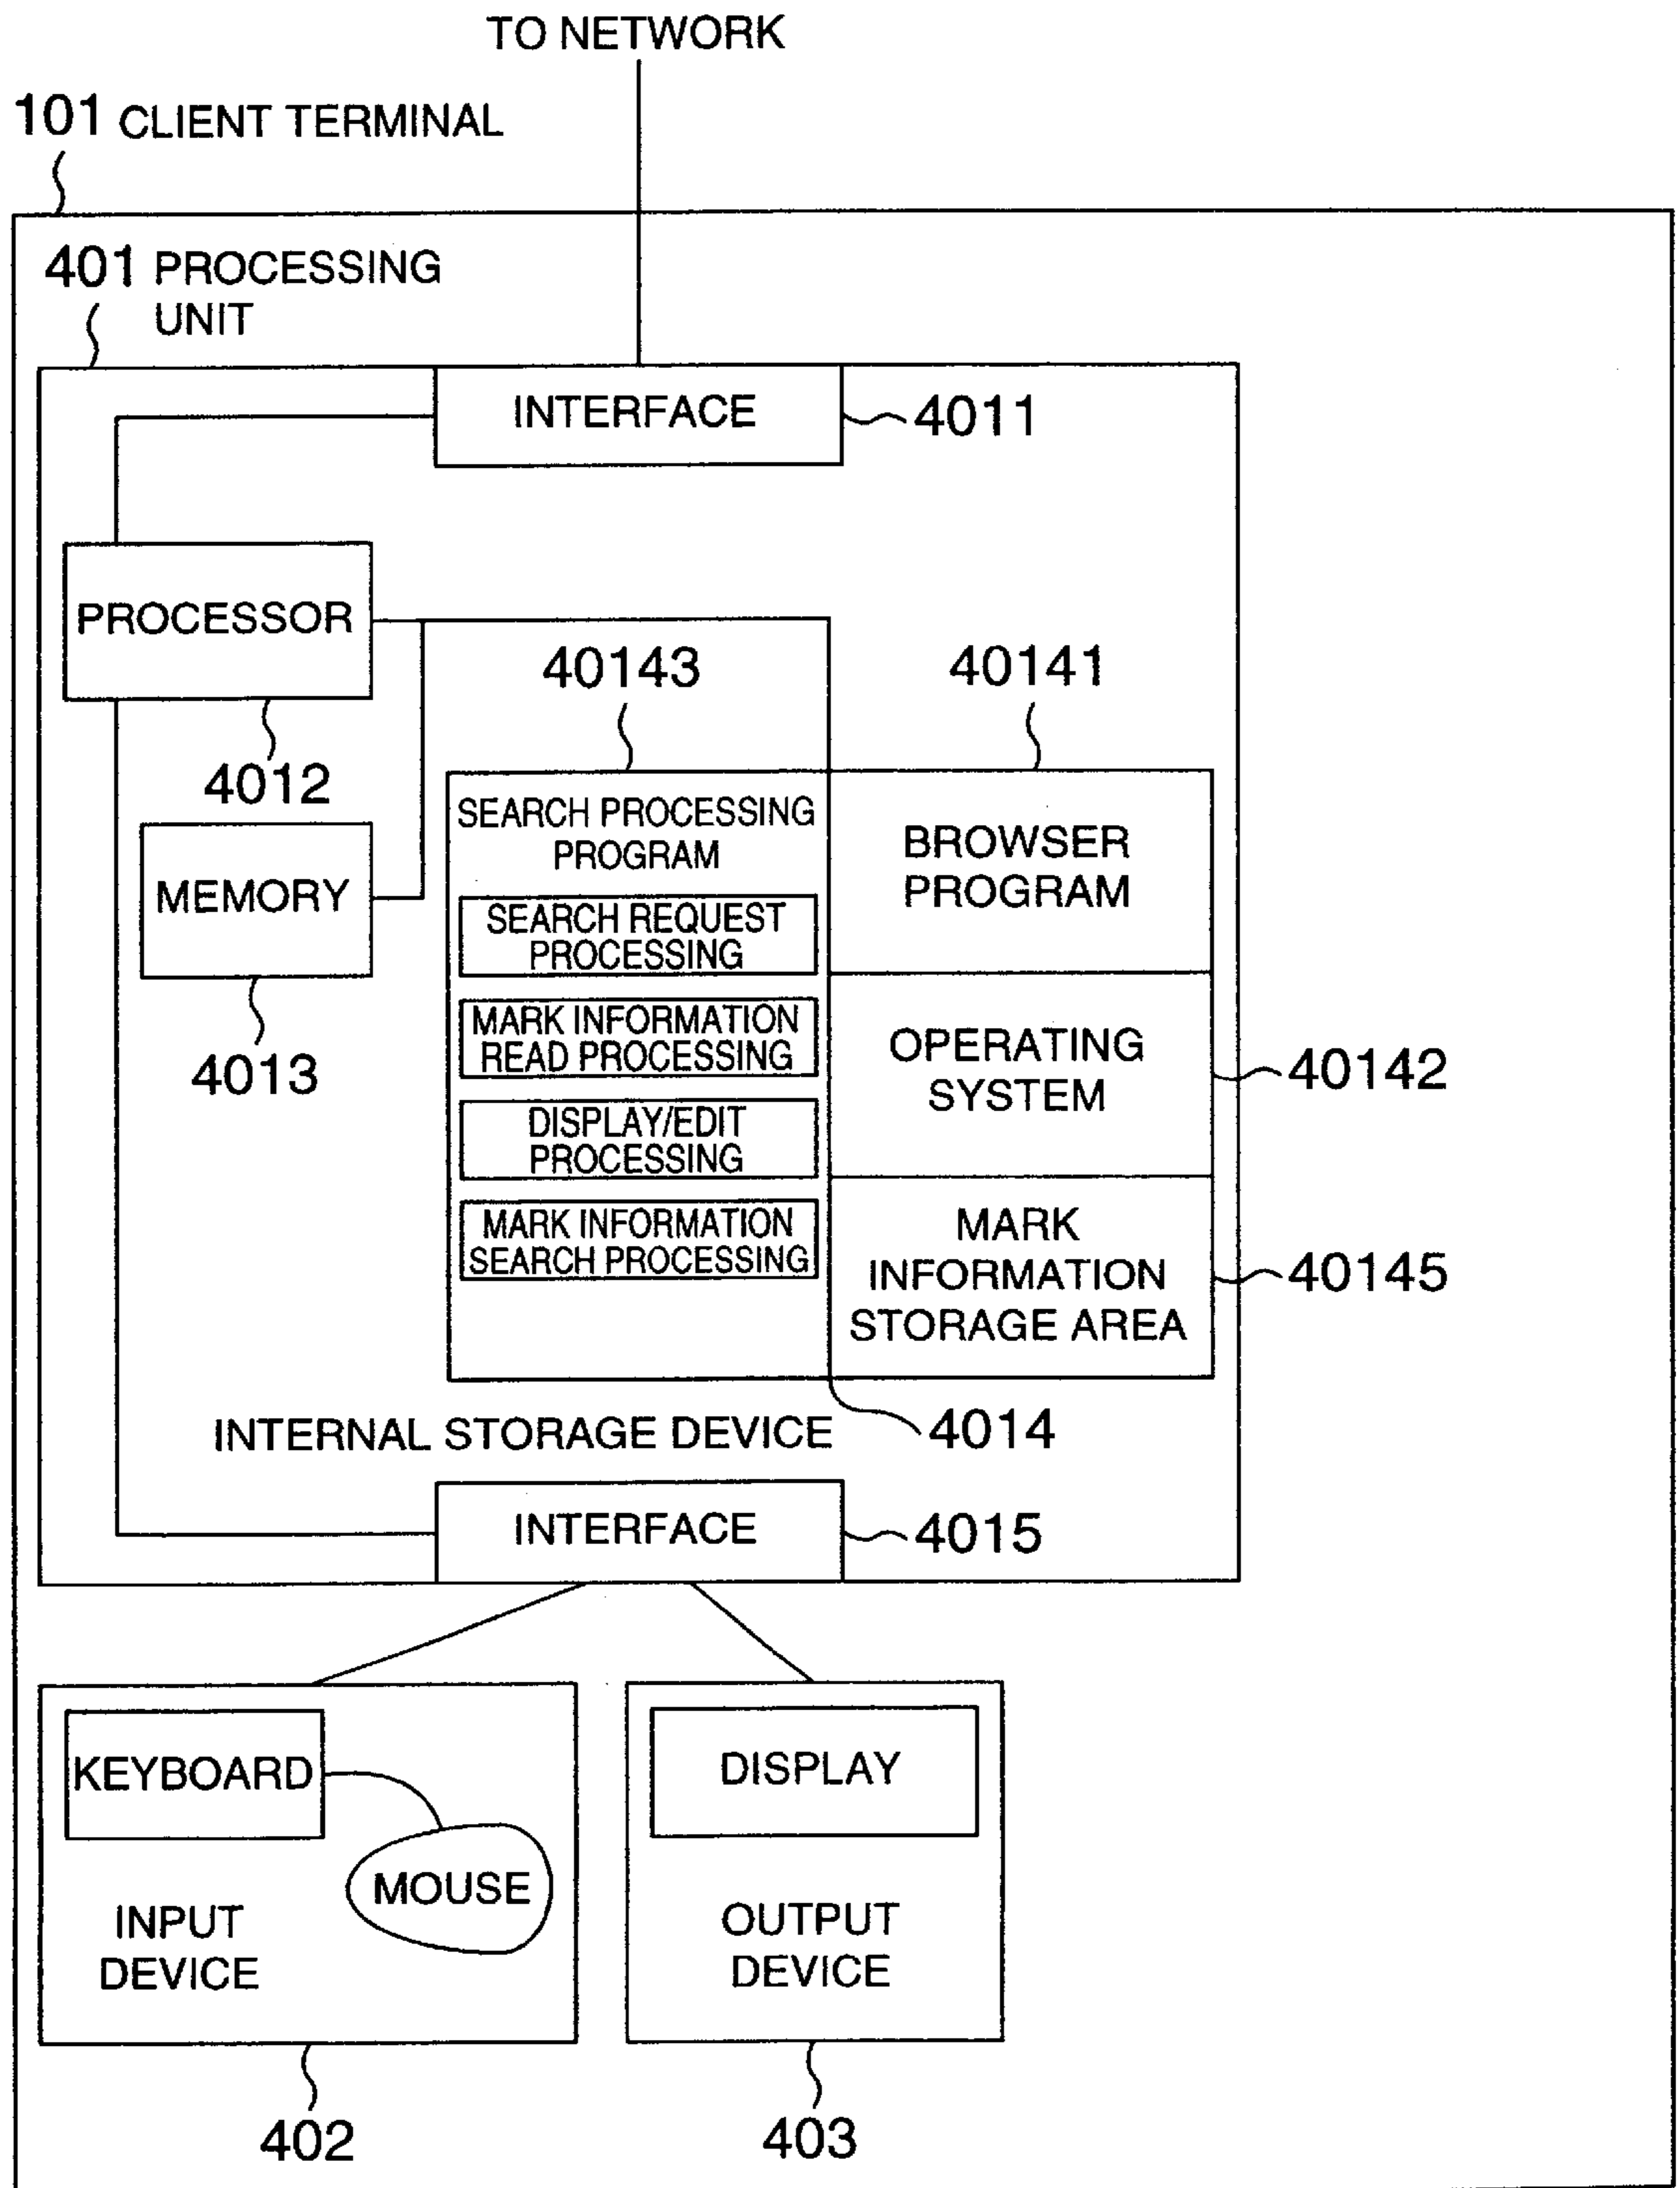 TO NETWORK
101 CLIENT TERMINAL
401 PROCESSING
UNIT
INTERFACE
4011
PROCESSOR
4012
MEMORY
4013
40143
40141
SEARCH PROCESSING
PROGRAM
SEARCH REQUEST
PROCESSING
MARK INFORMATION
READ PROCESSING
DISPLAY/EDIT
PROCESSING
MARK INFORMATION
SEARCH PROCESSING
BROWSER
PROGRAM
OPERATING
SYSTEM
40142
MARK
INFORMATION
STORAGE AREA
40145
INTERNAL STORAGE DEVICE
4014
INTERFACE
4015
KEYBOARD
MOUSE
INPUT
DEVICE
402
DISPLAY
OUTPUT
DEVICE
403